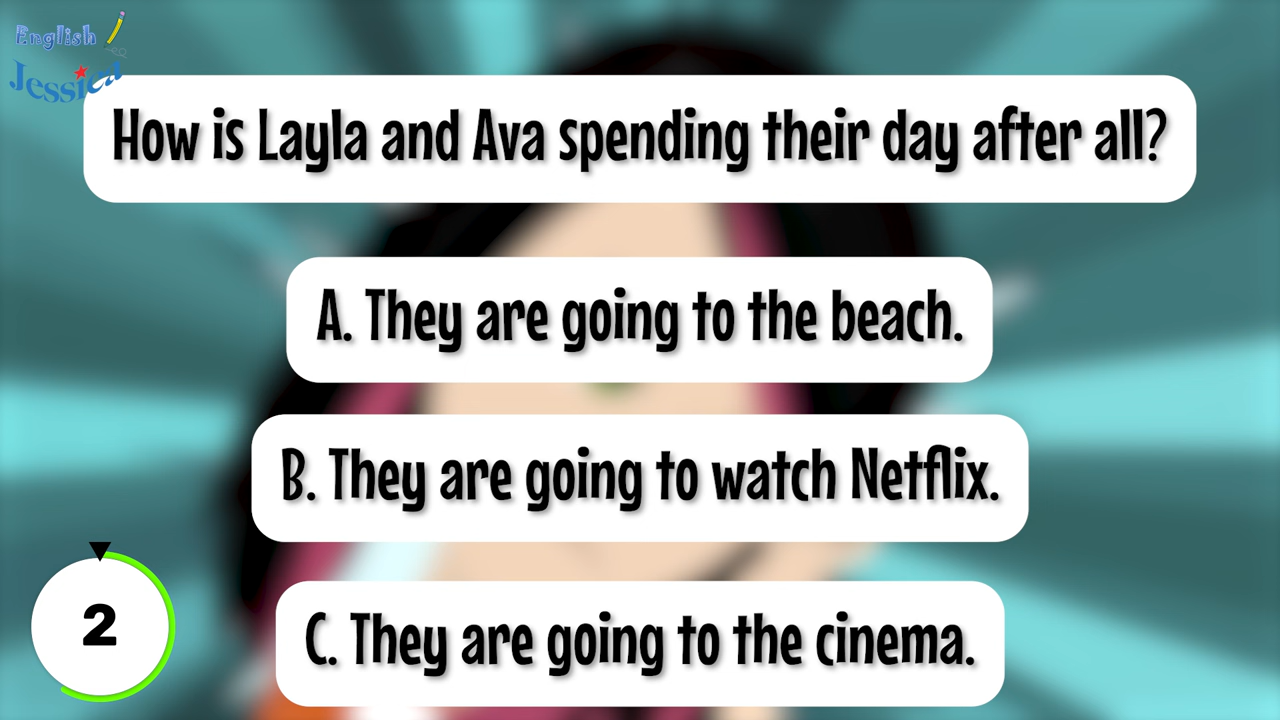 English
Jessica
How is Layla and Ava spending their day after all?
A. They are going to the beach.
B. They are going to watch Netflix.
C. They are going to the cinema.
2